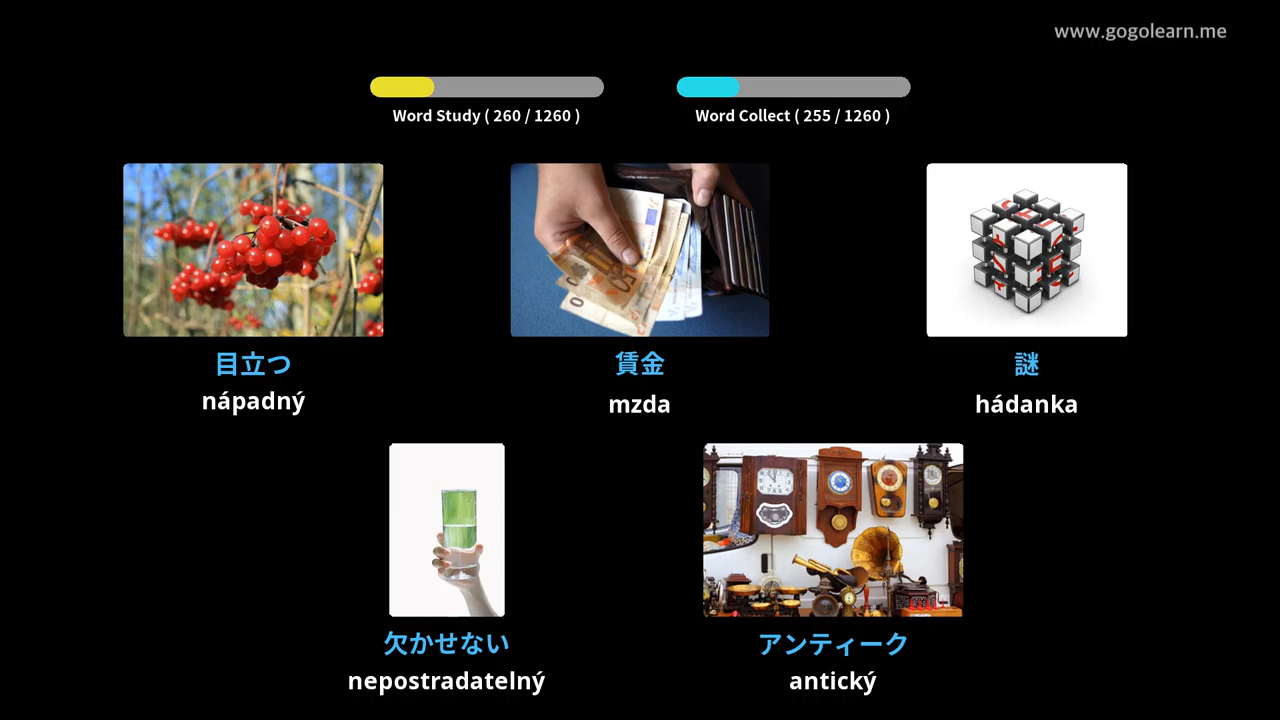 www.gogolearn.me
Word Study ( 260 / 1260 )
Word Collect ( 255 / 1260 )
目立つ
nápadný
賃金
mzda
謎
hádanka
欠かせない
nepostradatelný
アンティーク
antický